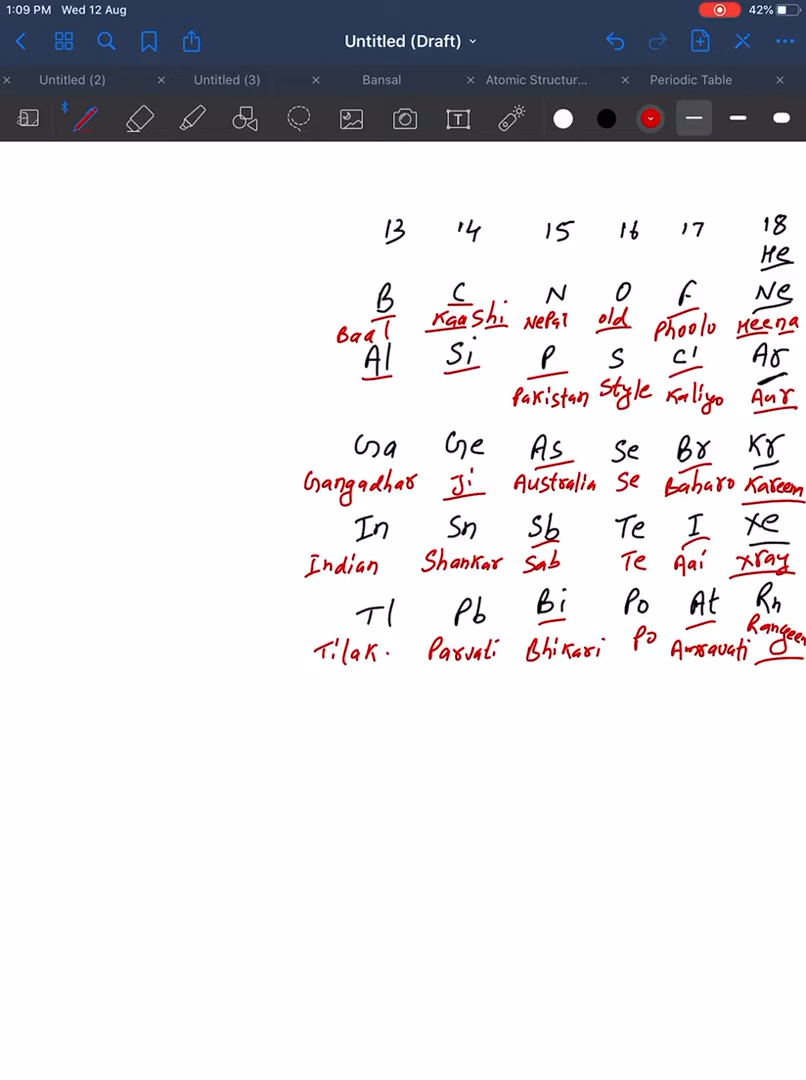 1:09 PM Wed 12 Aug 42%
Untitled (Draft)
Untitled (2) Untitled (3) Bansal Atomic Structur... Periodic Table
T
13 14 15 16 17 18
He
B C N O F Ne
Baal Kaashi Nepal old Phoolo Heena
Al Si P S Cl Ar
Pakistan Style Kaliyo Aur
Ga Ge As Se Br Kr
Gangadhar Ji Australia Se Baharo Kareem
In Sn Sb Te I Xe
Indian Shankar Sab Te Aai Xray
Tl Pb Bi Po At Rn
Tilak. Parvati Bhikari Po Amravati Rangeen